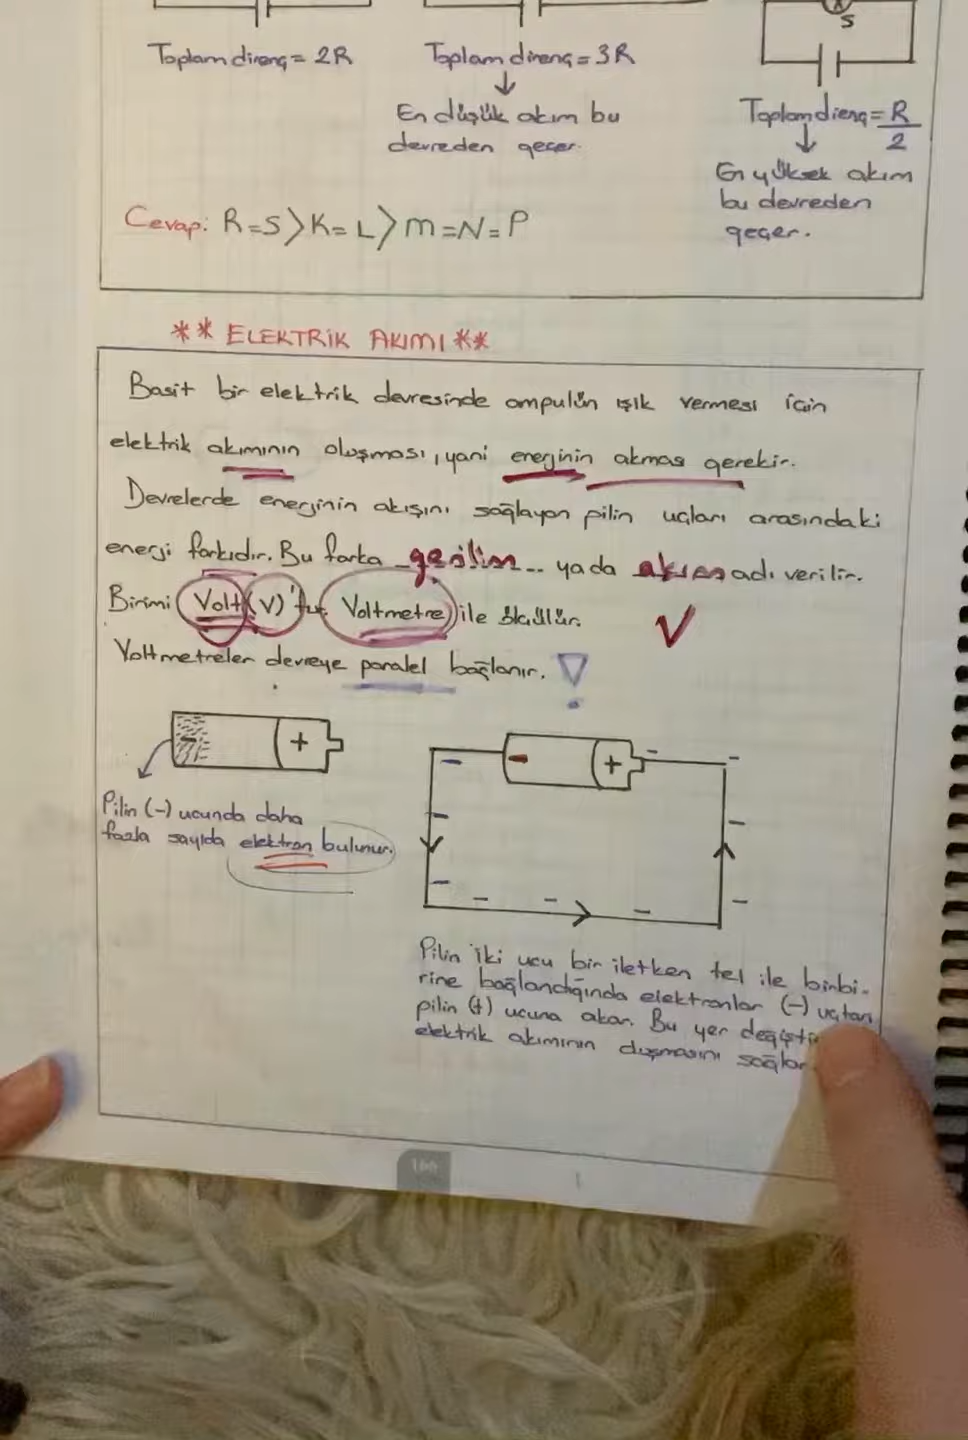 S
Toplam direnç = 2R
Toplam direnç = 3R
En düşük akım bu
devreden geçer.
Toplam direnç = R
2
En yüksek akım
bu devreden
geçer.
Cevap: R=S>K=L>M=N=P
** ELEKTRİK AKIMI **
Basit bir elektrik devresinde ampulün ışık vermesi için
elektrik akımının oluşması, yani enerjinin akması gerekir.
Devrelerde enerjinin akışını sağlayan pilin uçları arasındaki
enerji farkıdır. Bu farka gerilim.. ya da akım adı verilir.
Birimi Volt (V)'tur. Voltmetre ile ölçülür.
Voltmetreler devreye paralel bağlanır. !
- +
Pilin (-) ucunda daha
fazla sayıda elektron bulunur.
- +
Pilin iki ucu bir iletken tel ile birbi-
rine bağlandığında elektronlar (-) uçtan
pilin (+) ucuna akar. Bu yer
elektrik akımının oluşmasını sağlar.